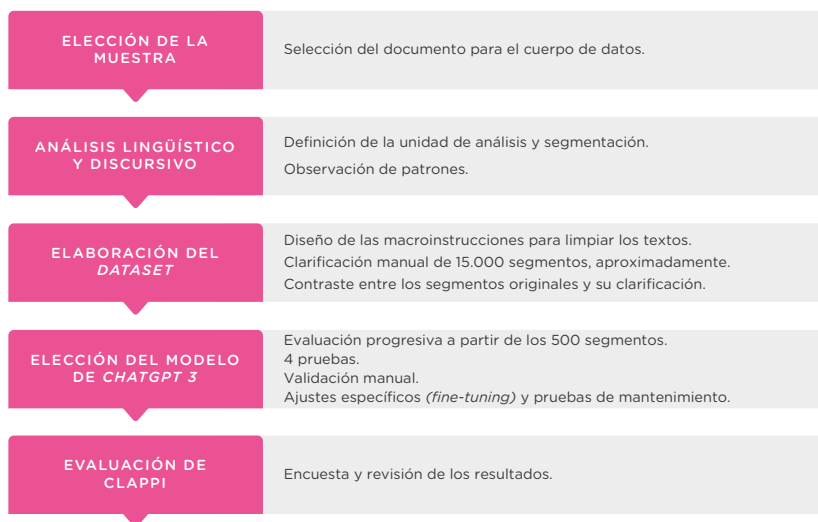 ELECCIÓN DE LA
MUESTRA
Selección del documento para el cuerpo de datos.
ANÁLISIS LINGÜÍSTICO
Y DISCURSIVO
Definición de la unidad de análisis y segmentación.
Observación de patrones.
ELABORACIÓN DEL
DATASET
Diseño de las macroinstrucciones para limpiar los textos.
Clarificación manual de 15.000 segmentos, aproximadamente.
Contraste entre los segmentos originales y su clarificación.
ELECCIÓN DEL MODELO
DE CHATGPT 3
Evaluación progresiva a partir de los 500 segmentos.
4 pruebas.
Validación manual.
Ajustes específicos (fine-tuning) y pruebas de mantenimiento.
EVALUACIÓN DE
CLAPPI
Encuesta y revisión de los resultados.